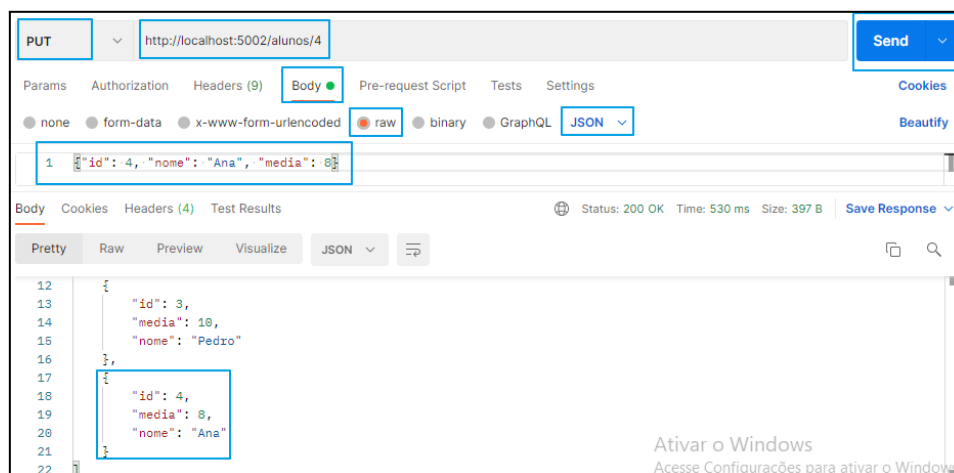 PUT http://localhost:5002/alunos/4 Send
Params Authorization Headers (9) Body Pre-request Script Tests Settings Cookies
none form-data x-www-form-urlencoded raw binary GraphQL JSON Beautify
1 {"id": 4, "nome": "Ana", "media": 8}
Body Cookies Headers (4) Test Results Status: 200 OK Time: 530 ms Size: 397 B Save Response
Pretty Raw Preview Visualize JSON
12 {
13 "id": 3,
14 "media": 10,
15 "nome": "Pedro"
16 },
17 {
18 "id": 4,
19 "media": 8,
20 "nome": "Ana"
21 }
22 ]
Ativar o Windows
Acesse Configurações para ativar o Windows